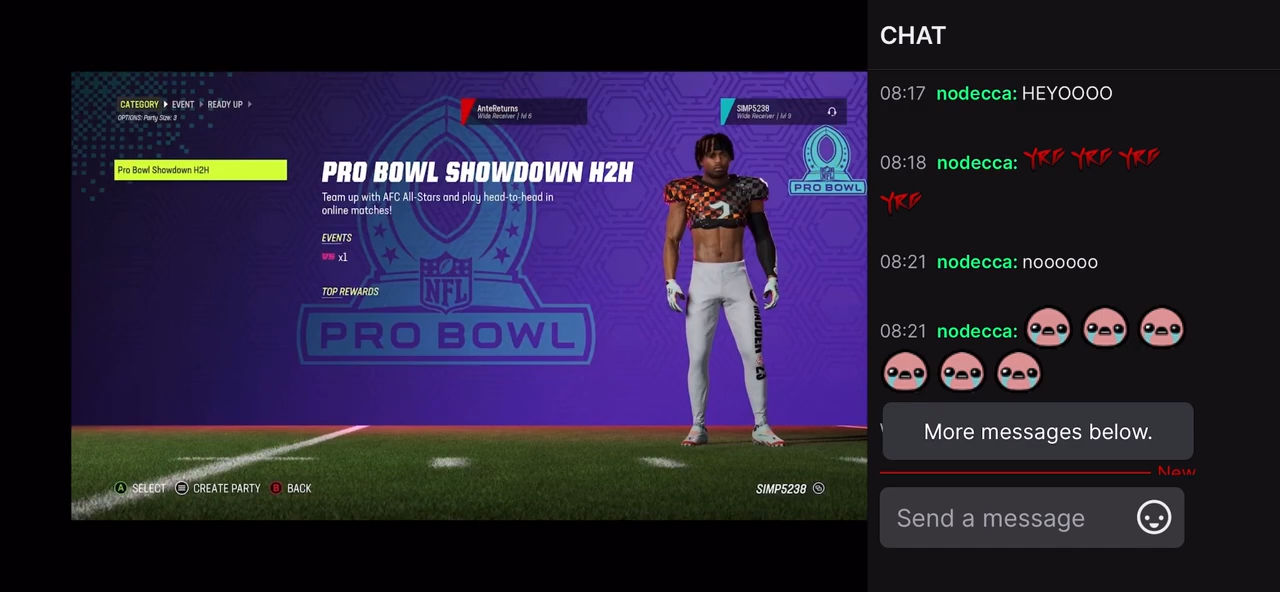 CHAT
CATEGORY EVENT READY UP
OPTIONS: Party Size: 3
AnteReturns
Wide Receiver | lvl 6
SIMP5238
Wide Receiver | lvl 9
Pro Bowl Showdown H2H
PRO BOWL SHOWDOWN H2H
Team up with AFC All-Stars and play head-to-head in
online matches!
EVENTS
x1
TOP REWARDS
NFL
PRO BOWL
PRO BOWL
MADDEN 23
SELECT CREATE PARTY BACK
A
B
SIMP5238
08:17 nodecca: HEYOOOO
08:18 nodecca:
08:21 nodecca: noooooo
08:21 nodecca:
More messages below.
New
Send a message